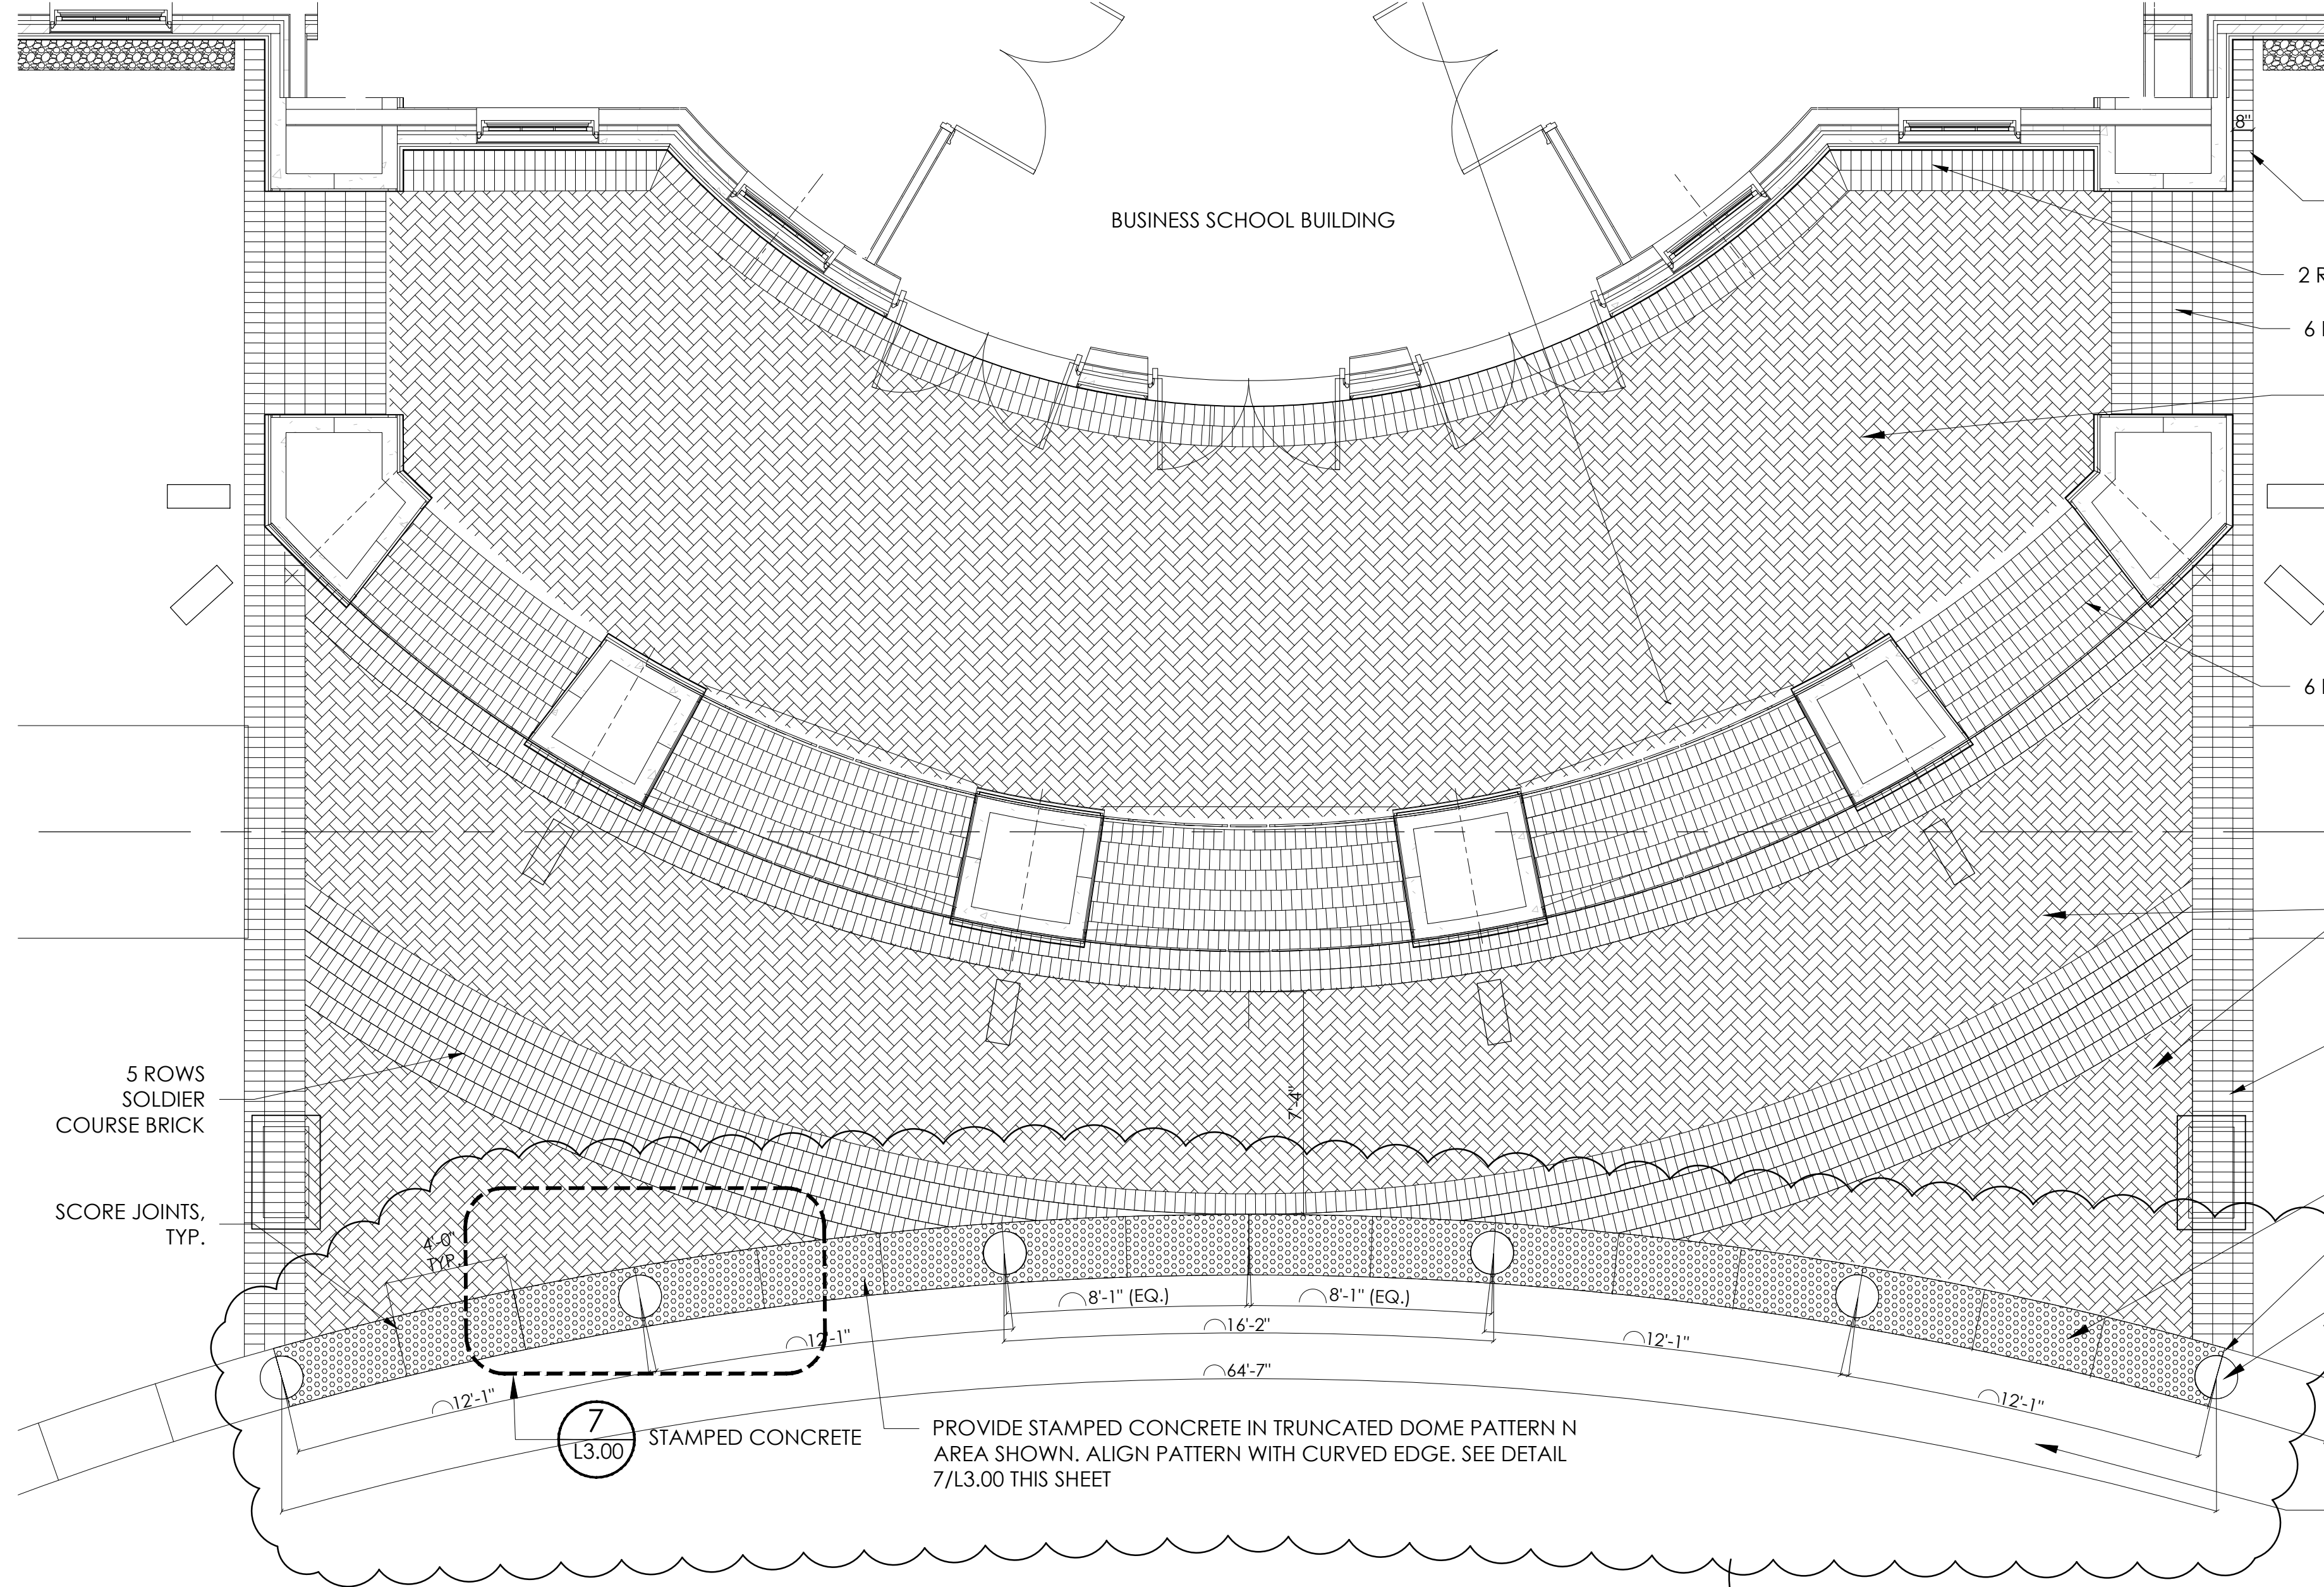 BUSINESS SCHOOL BUILDING
8"
2 R
6
6
5 ROWS
SOLDIER
COURSE BRICK
7'-4"
SCORE JOINTS,
TYP.
4'-0"
TYP.
8'-1" (EQ.)
8'-1" (EQ.)
12'-1"
16'-2"
12'-1"
64'-7"
12'-1"
12'-1"
7
L3.00
STAMPED CONCRETE
PROVIDE STAMPED CONCRETE IN TRUNCATED DOME PATTERN N
AREA SHOWN. ALIGN PATTERN WITH CURVED EDGE. SEE DETAIL
7/L3.00 THIS SHEET